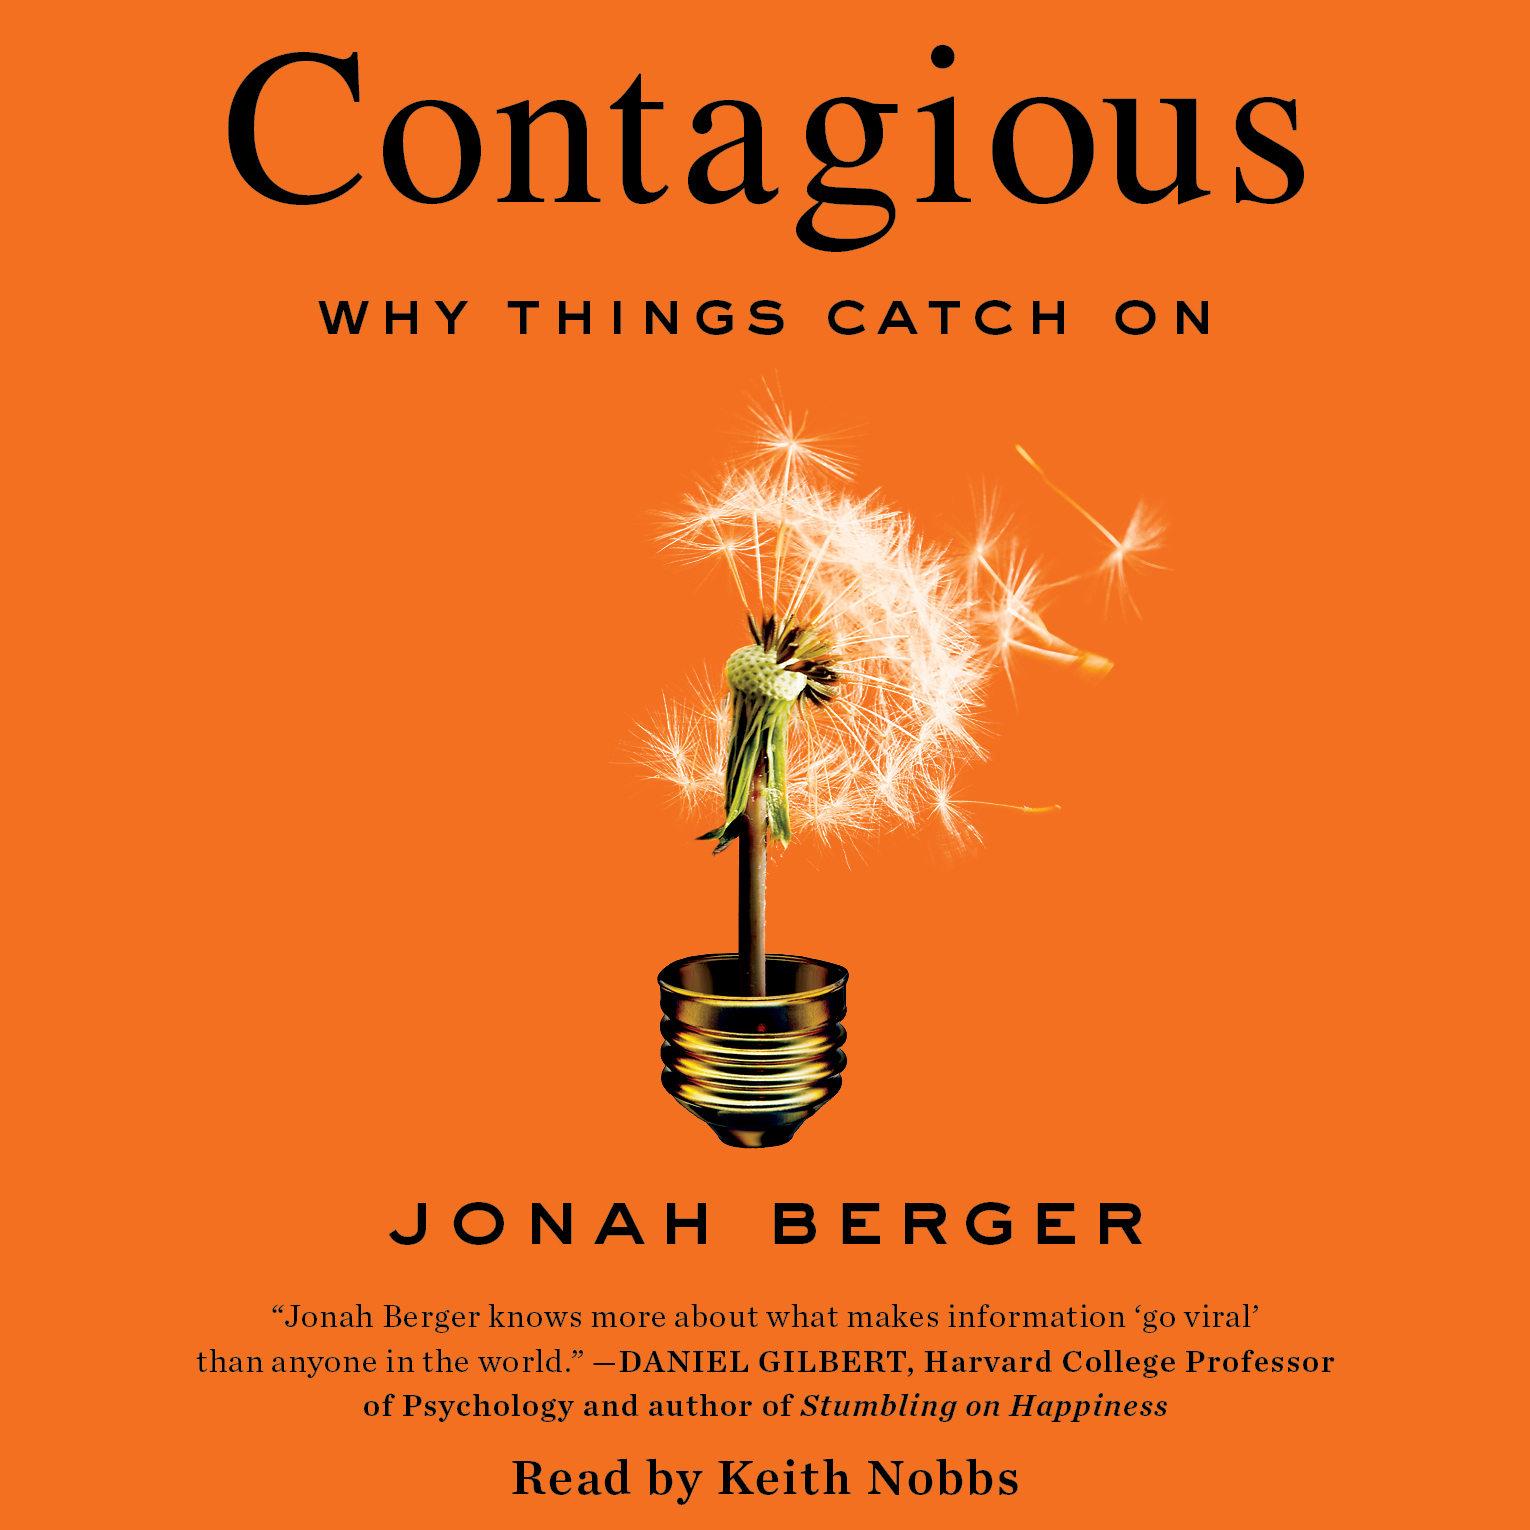 Contagious
WHY THINGS CATCH ON
JONAH BERGER
“Jonah Berger knows more about what makes information ‘go viral’
than anyone in the world.” —DANIEL GILBERT, Harvard College Professor
of Psychology and author of Stumbling on Happiness
Read by Keith Nobbs